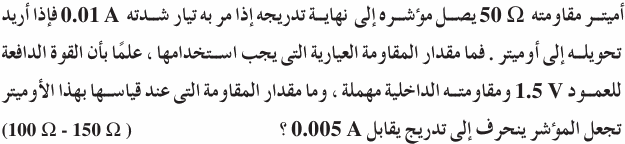 أميتر مقاومته 50 Ω يصل مؤشره إلى نهاية تدريجه إذا مر به تيار شدته 0.01 A فإذا أريد
تحويله إلى أوميتر . فما مقدار المقاومة العيارية التى يجب استخدامها ، علمًا بأن القوة الدافعة
للعمود 1.5 V ومقاومته الداخلية مهملة ، وما مقدار المقاومة التى عند قياسها بهذا الأوميتر
تجعل المؤشر ينحرف إلى تدريج يقابل 0.005 A ؟ (100 Ω - 150 Ω )